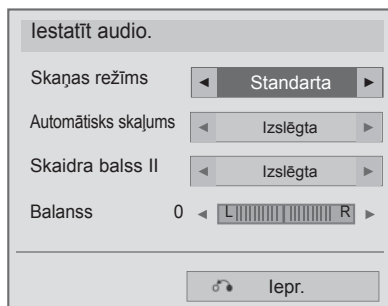 Iestatīt audio.
Skaņas režīms ◄ Standarta ►
Automātisks skaļums ◄ Izslēgta ►
Skaidra balss II ◄ Izslēgta ►
Balanss 0 ◄ L R ►
Iepr.